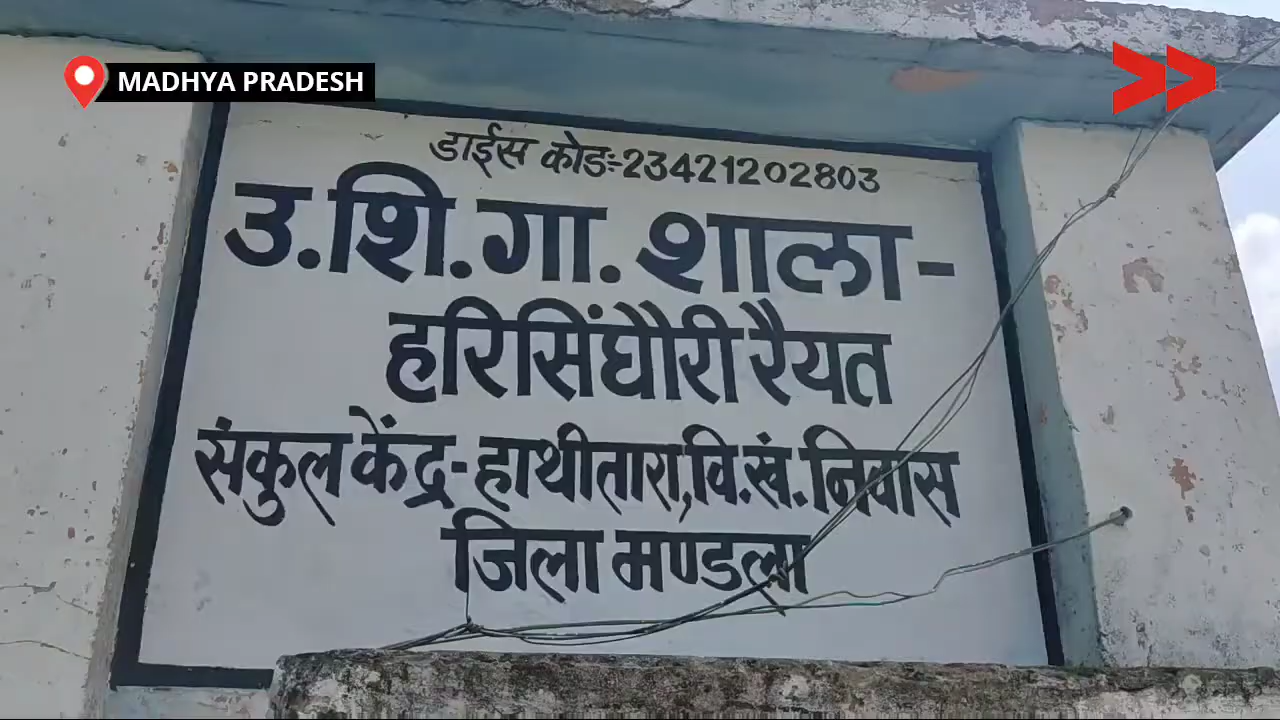 MADHYA PRADESH
डाईस कोड:-23421202803
उ.शि.गा. शाला-
हरिसिंघौरी रैयत
संकुल केंद्र-हाथीतारा,वि.खं.निवास
जिला मण्डला